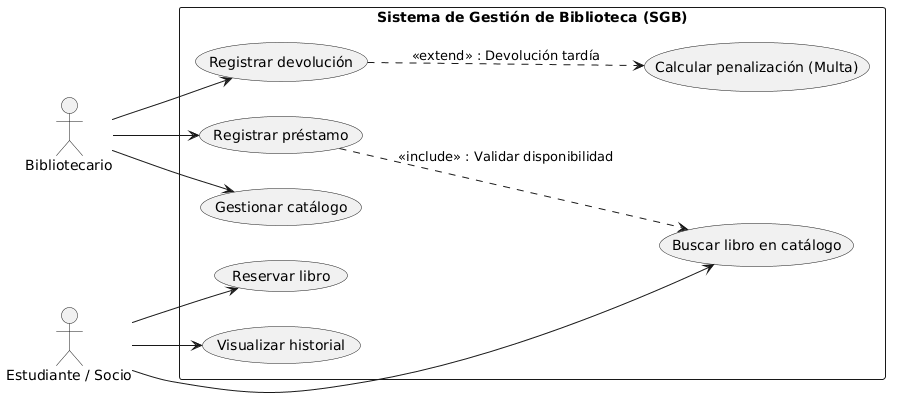 Sistema de Gestión de Biblioteca (SGB)
Registrar devolución
«extend» : Devolución tardía
Calcular penalización (Multa)
Bibliotecario
Registrar préstamo
«include» : Validar disponibilidad
Gestionar catálogo
Buscar libro en catálogo
Reservar libro
Estudiante / Socio
Visualizar historial